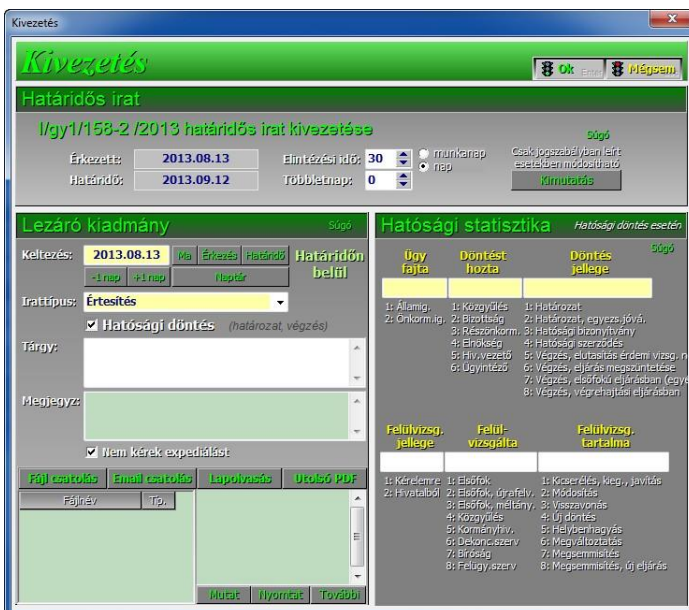 Kivezetés
Kivezetés
Ok Enter Mégsem
Határidős irat
I/gy1/158-2 /2013 határidős irat kivezetése
Súgó
Érkezett: 2013.08.13 Elintézési idő: 30 munkanap nap
Csak jogszabályban leírt esetekben módosítható
Határidő: 2013.09.12 Többletnap: 0 Kimutatás
Lezáró kiadmány Súgó
Keltezés: 2013.08.13 Ma Érkezés Határidő Határidőn belül
-1 nap +1 nap Naptár
Irattípus: Értesítés
Hatósági döntés (határozat, végzés)
Tárgy:
Megjegyz:
Nem kérek expediálást
Fájl csatolás Email csatolás Lapolvasás Utolsó PDF
Fájlnév Tip.
Mutat Nyomtat További
Hatósági statisztika Hatósági döntés esetén
Súgó
Ügy fajta
1: Államig.
2: Önkorm.ig.
Döntést hozta
1: Közgyűlés
2: Bizottság
3: Részönkorm.
4: Elnökség
5: Hiv.vezető
6: Ügyintéző
Döntés jellege
1: Határozat
2: Határozat, egyezs.jóvá.
3: Hatósági bizonyítvány
4: Hatósági szerződés
5: Végzés, elutasítás érdemi vizsg. n
6: Végzés, eljárás megszüntetése
7: Végzés, elsőfokú eljárásban (egyé
8: Végzés, végrehajtási eljárásban
Felülvizsg. jellege
1: Kérelemre
2: Hivatalból
Felül-vizsgálta
1: Elsőfok
2: Elsőfok, újrafelv.
3: Elsőfok, méltány.
4: Közgyűlés
5: Kormányhiv.
6: Dekonc.szerv
7: Bíróság
8: Felügy.szerv
Felülvizsg. tartalma
1: Kicserélés, kieg., javítás
2: Módosítás
3: Visszavonás
4: Új döntés
5: Helybenhagyás
6: Megváltoztatás
7: Megsemmisítés
8: Megsemmisítés, új eljárás